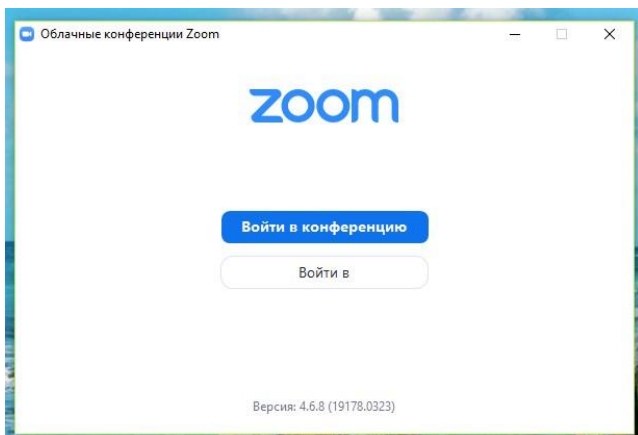 Облачные конференции Zoom
zoom
Войти в конференцию
Войти в
Версия: 4.6.8 (19178.0323)